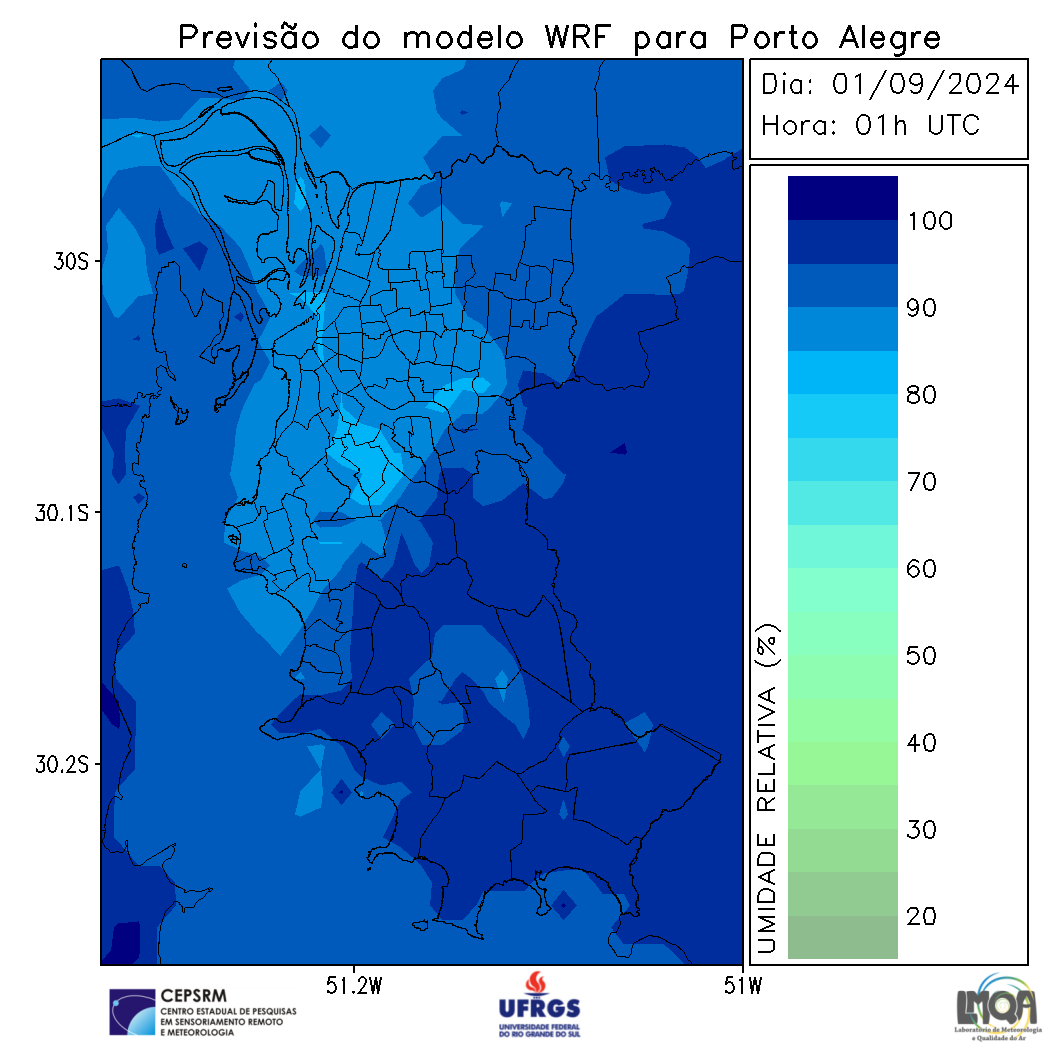 Previsão do modelo WRF para Porto Alegre
Dia: 01/09/2024
Hora: 01h UTC
30S
30.1S
30.2S
51.2W
51W
UMIDADE RELATIVA (%)
100
90
80
70
60
50
40
30
20
CEPSRM
CENTRO ESTADUAL DE PESQUISAS
EM SENSORIAMENTO REMOTO
E METEOROLOGIA
UFRGS
UNIVERSIDADE FEDERAL
DO RIO GRANDE DO SUL
LMQA
Laboratório de Meteorologia
e Qualidade do Ar